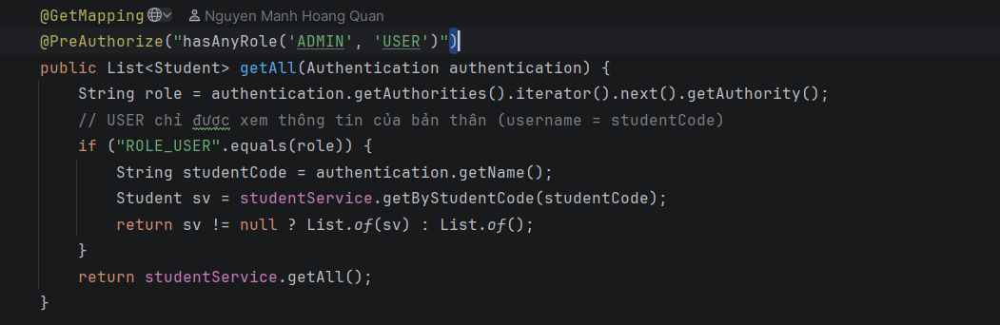 @GetMapping Nguyen Manh Hoang Quan
@PreAuthorize("hasAnyRole('ADMIN', 'USER')")
public List<Student> getAll(Authentication authentication) {
    String role = authentication.getAuthorities().iterator().next().getAuthority();
    // USER chỉ được xem thông tin của bản thân (username = studentCode)
    if ("ROLE_USER".equals(role)) {
        String studentCode = authentication.getName();
        Student sv = studentService.getByStudentCode(studentCode);
        return sv != null ? List.of(sv) : List.of();
    }
    return studentService.getAll();
}